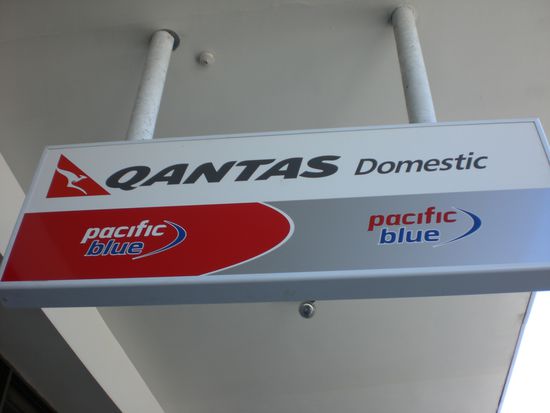 QANTAS Domestic
pacific
blue
pacific
blue